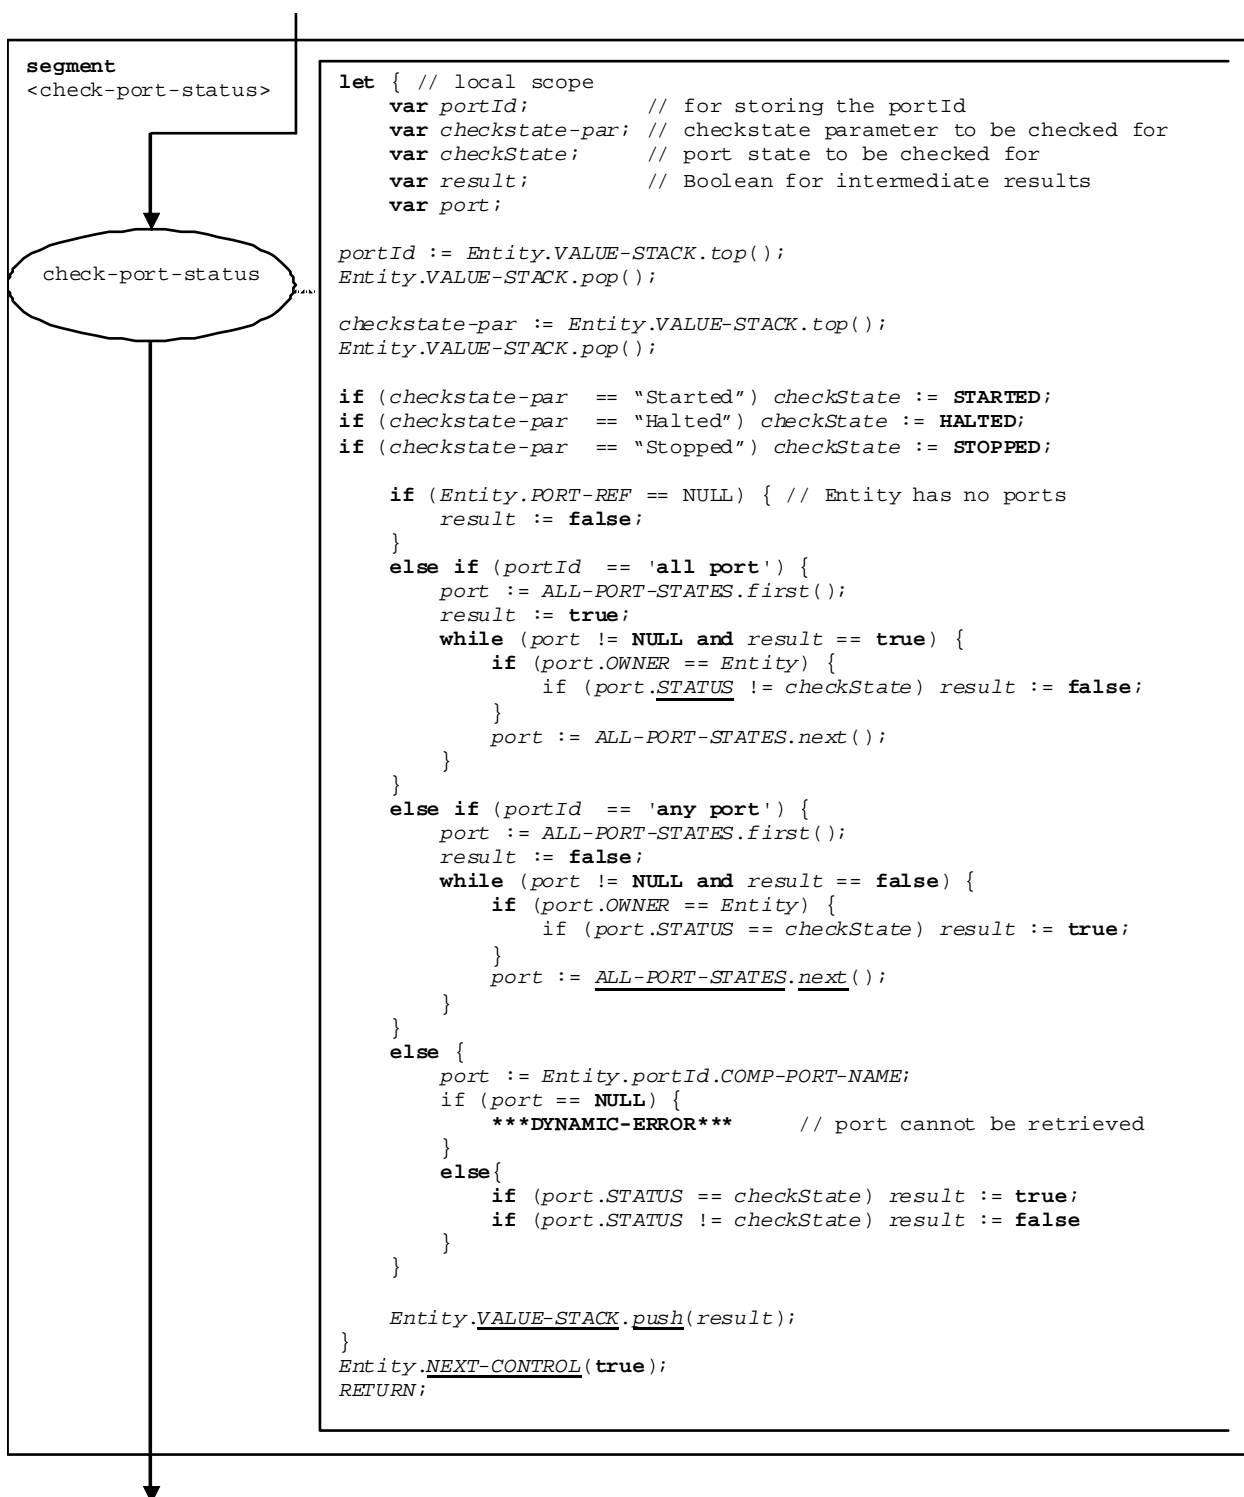 segment
<check-port-status>
check-port-status
let { // local scope
var portId; // for storing the portId
var checkstate-par; // checkstate parameter to be checked for
var checkState; // port state to be checked for
var result; // Boolean for intermediate results
var port;
portId := Entity.VALUE-STACK.top();
Entity.VALUE-STACK.pop();
checkstate-par := Entity.VALUE-STACK.top();
Entity.VALUE-STACK.pop();
if (checkstate-par == “Started”) checkState := STARTED;
if (checkstate-par == “Halted”) checkState := HALTED;
if (checkstate-par == “Stopped”) checkState := STOPPED;
if (Entity.PORT-REF == NULL) { // Entity has no ports
result := false;
}
else if (portId == 'all port') {
port := ALL-PORT-STATES.first();
result := true;
while (port != NULL and result == true) {
if (port.OWNER == Entity) {
if (port.STATUS != checkState) result := false;
}
port := ALL-PORT-STATES.next();
}
}
else if (portId == 'any port') {
port := ALL-PORT-STATES.first();
result := false;
while (port != NULL and result == false) {
if (port.OWNER == Entity) {
if (port.STATUS == checkState) result := true;
}
port := ALL-PORT-STATES.next();
}
}
else {
port := Entity.portId.COMP-PORT-NAME;
if (port == NULL) {
***DYNAMIC-ERROR*** // port cannot be retrieved
}
else{
if (port.STATUS == checkState) result := true;
if (port.STATUS != checkState) result := false
}
}
Entity.VALUE-STACK.push(result);
}
Entity.NEXT-CONTROL(true);
RETURN;